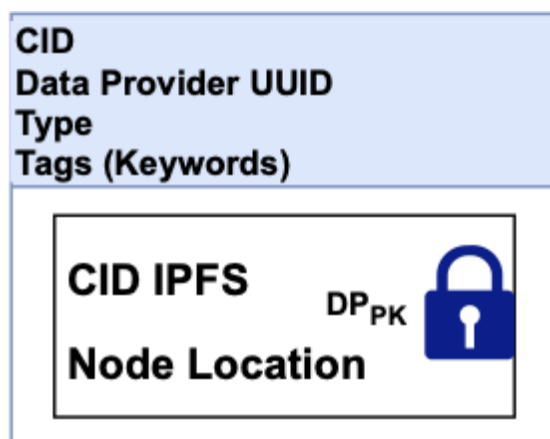 CID
Data Provider UUID
Type
Tags (Keywords)
CID IPFS
DPPK
Node Location